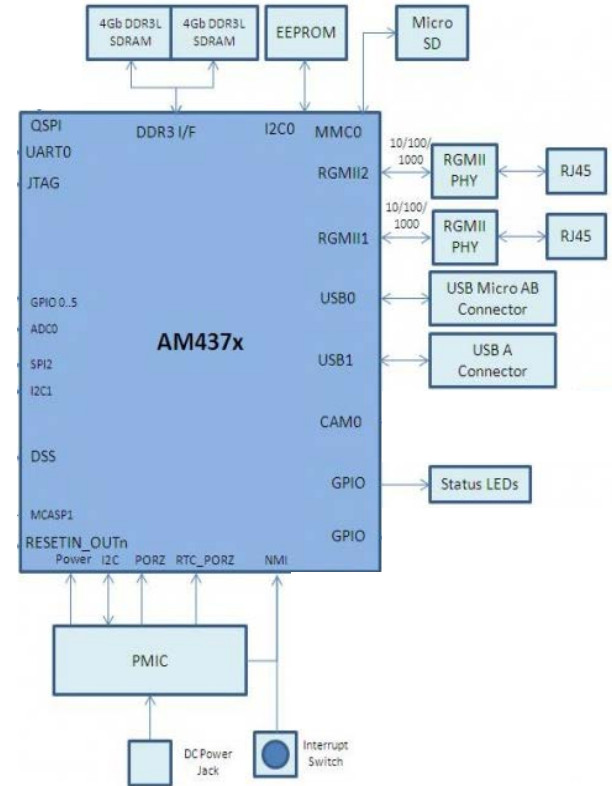 4Gb DDR3L
SDRAM
4Gb DDR3L
SDRAM
EEPROM
Micro
SD
QSPI
DDR3 I/F
I2C0
MMC0
UART0
JTAG
RGMII2
10/100/
1000
RGMII
PHY
RJ45
RGMII1
10/100/
1000
RGMII
PHY
RJ45
GPIO 0..5
USB0
USB Micro AB
Connector
ADC0
AM437x
SPI2
USB1
USB A
Connector
I2C1
CAM0
DSS
GPIO
Status LEDs
MCASP1
RESETIN_OUTn
GPIO
Power
I2C
PORZ
RTC_PORZ
NMI
PMIC
DC Power
Jack
Interrupt
Switch